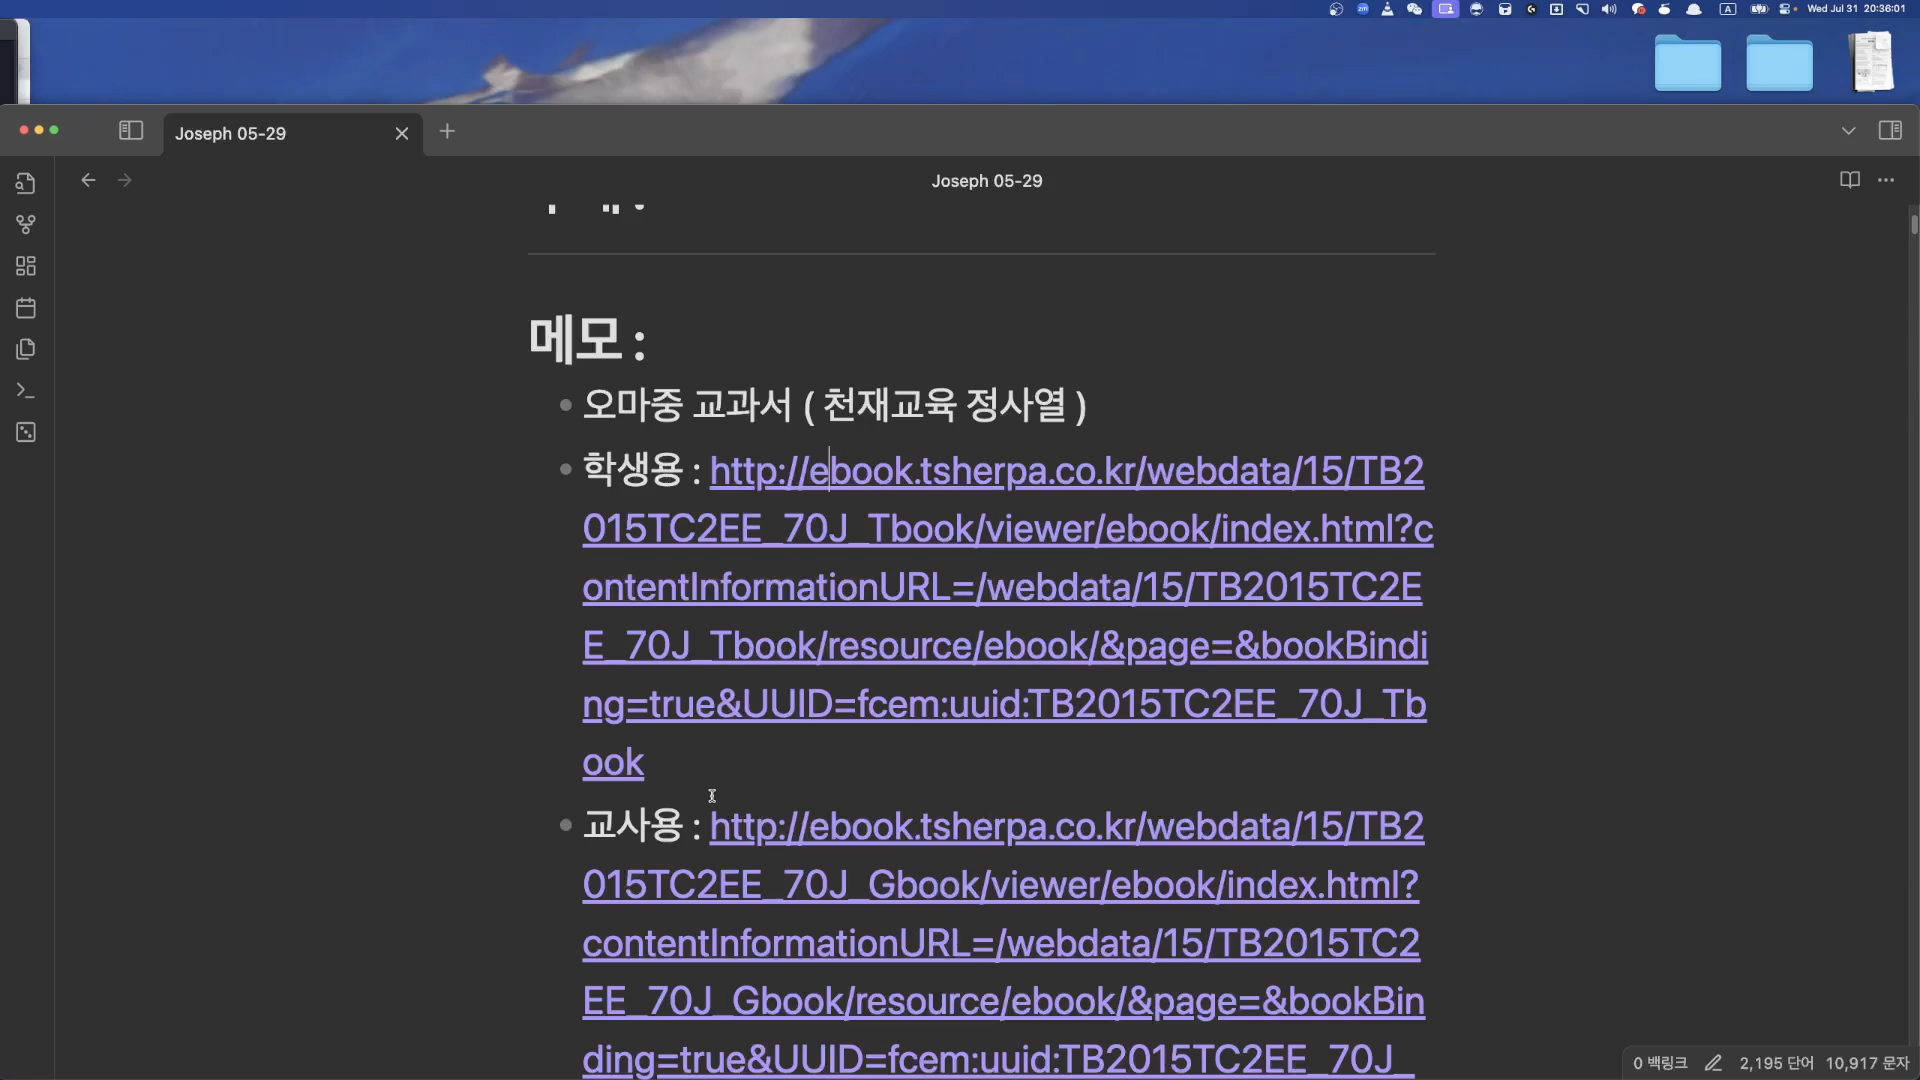 zm
A
Wed Jul 31 20:36:01
Joseph 05-29
Joseph 05-29
메모 :
오마중 교과서 ( 천재교육 정사열 )
학생용 : http://ebook.tsherpa.co.kr/webdata/15/TB2
015TC2EE_70J_Tbook/viewer/ebook/index.html?c
ontentInformationURL=/webdata/15/TB2015TC2E
E_70J_Tbook/resource/ebook/&page=&bookBindi
ng=true&UUID=fcem:uuid:TB2015TC2EE_70J_Tb
ook
교사용 : http://ebook.tsherpa.co.kr/webdata/15/TB2
015TC2EE_70J_Gbook/viewer/ebook/index.html?
contentInformationURL=/webdata/15/TB2015TC2
EE_70J_Gbook/resource/ebook/&page=&bookBin
ding=true&UUID=fcem:uuid:TB2015TC2EE_70J_
0 백링크 2,195 단어 10,917 문자